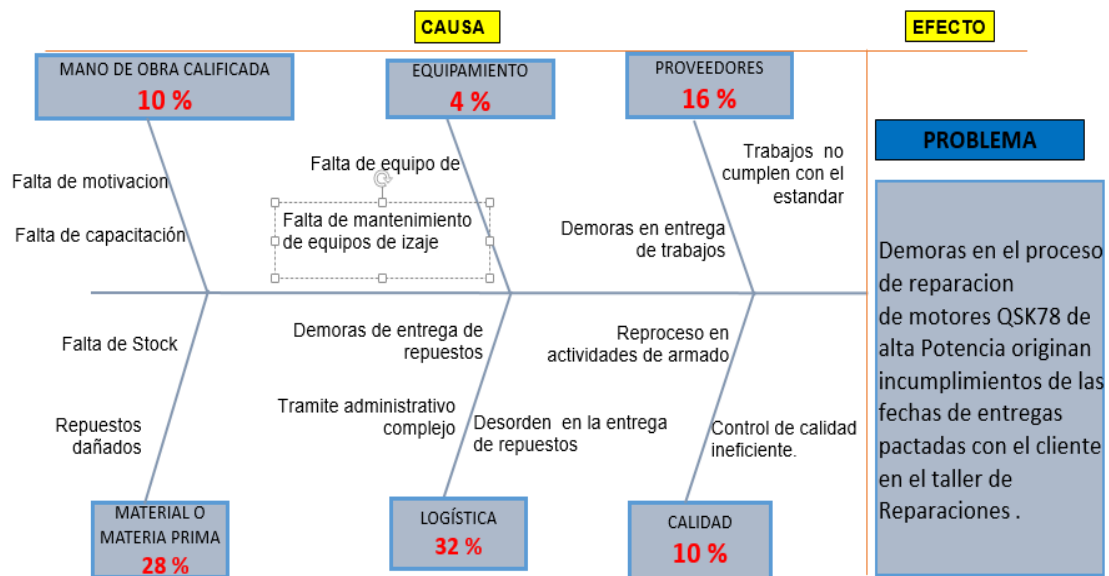 CAUSA
EFECTO
MANO DE OBRA CALIFICADA
10 %
EQUIPAMIENTO
4 %
PROVEEDORES
16 %
PROBLEMA
Falta de motivacion
Falta de capacitación
Falta de equipo de
Falta de mantenimiento
de equipos de izaje
Trabajos no
cumplen con el
estandar
Demoras en entrega
de trabajos
Demoras en el proceso
de reparacion
de motores QSK78 de
alta Potencia originan
incumplimientos de las
fechas de entregas
pactadas con el cliente
en el taller de
Reparaciones .
Falta de Stock
Repuestos
dañados
Demoras de entrega de
repuestos
Tramite administrativo
complejo
Desorden en la entrega
de repuestos
Reproceso en
actividades de armado
Control de calidad
ineficiente.
MATERIAL O
MATERIA PRIMA
28 %
LOGÍSTICA
32 %
CALIDAD
10 %